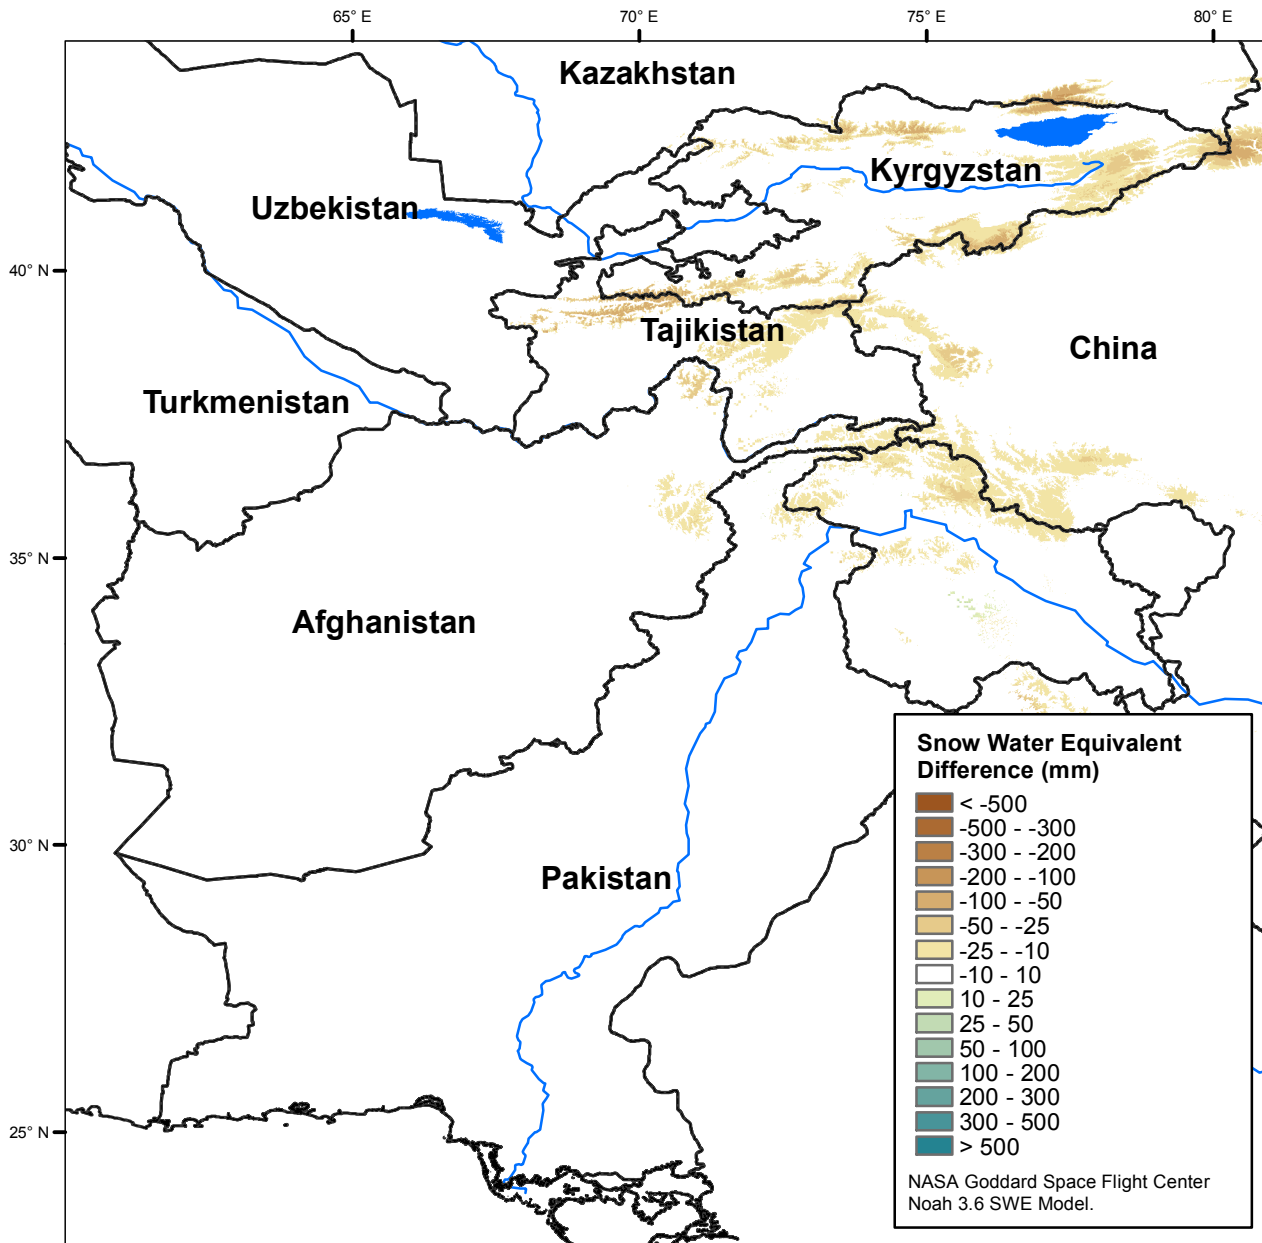 65° E
70° E
75° E
80° E
Kazakhstan
Kyrgyzstan
Uzbekistan
40° N
Tajikistan
China
Turkmenistan
35° N
Afghanistan
Snow Water Equivalent
Difference (mm)
< -500
-500 - -300
-300 - -200
-200 - -100
-100 - -50
-50 - -25
-25 - -10
-10 - 10
10 - 25
25 - 50
50 - 100
100 - 200
200 - 300
300 - 500
> 500
30° N
Pakistan
25° N
NASA Goddard Space Flight Center
Noah 3.6 SWE Model.